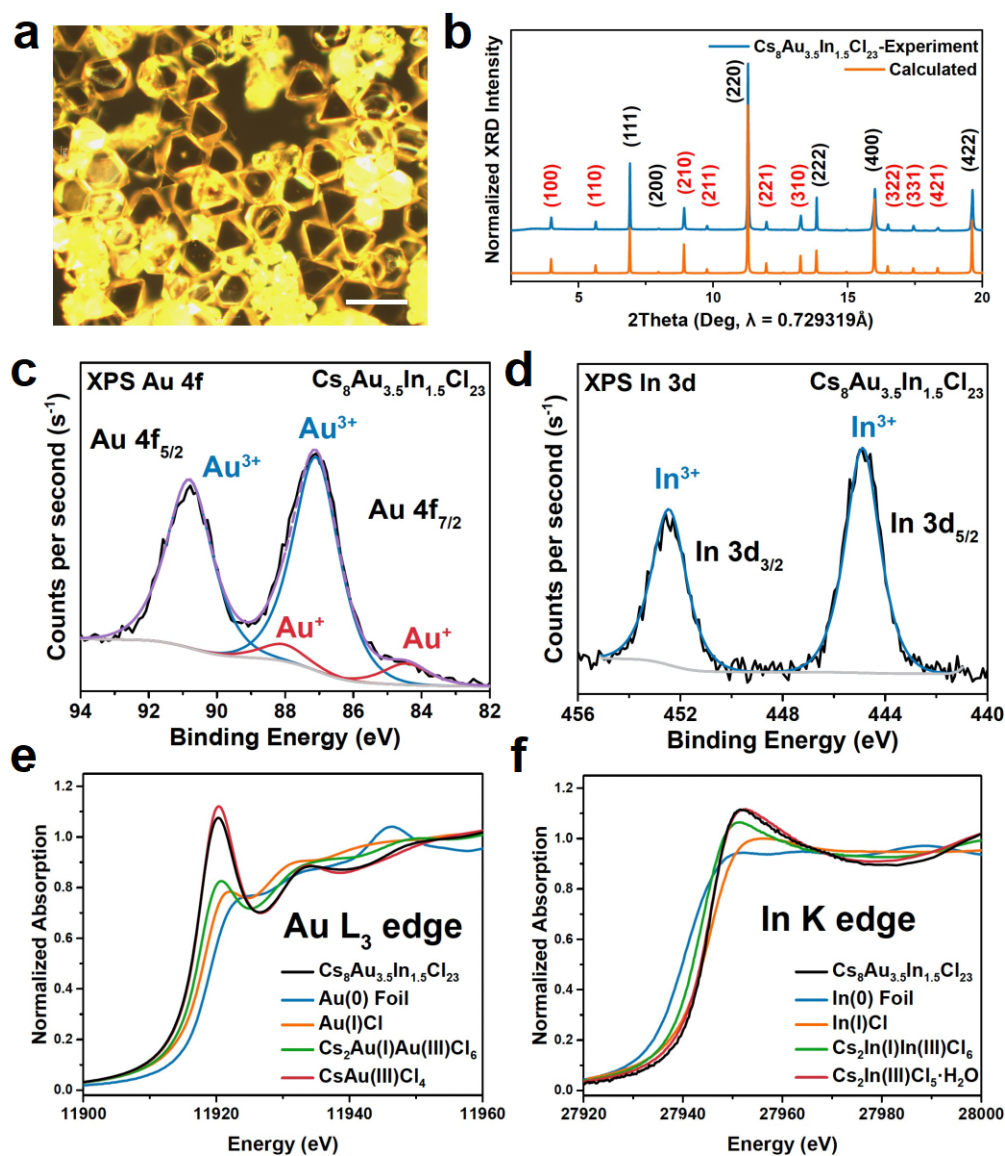 a
b
Normalized XRD Intensity
Cs8Au3.5In1.5Cl23-Experiment
Calculated
(100)
(110)
(111)
(200)
(210)
(211)
(220)
(221)
(310)
(222)
(400)
(322)
(331)
(421)
(422)
5 10 15 20
2Theta (Deg, λ = 0.729319Å)
c
XPS Au 4f
Cs8Au3.5In1.5Cl23
Au 4f5/2
Au3+
Au3+
Au 4f7/2
Au+
Au+
Counts per second (s-1)
94 92 90 88 86 84 82
Binding Energy (eV)
d
XPS In 3d
Cs8Au3.5In1.5Cl23
In3+
In3+
In 3d3/2
In 3d5/2
Counts per second (s-1)
456 452 448 444 440
Binding Energy (eV)
e
Normalized Absorption
1.2
1.0
0.8
0.6
0.4
0.2
0.0
Au L3 edge
Cs8Au3.5In1.5Cl23
Au(0) Foil
Au(I)Cl
Cs2Au(I)Au(III)Cl6
CsAu(III)Cl4
11900 11920 11940 11960
Energy (eV)
f
Normalized Absorption
1.2
1.0
0.8
0.6
0.4
0.2
0.0
In K edge
Cs8Au3.5In1.5Cl23
In(0) Foil
In(I)Cl
Cs2In(I)In(III)Cl6
Cs2In(III)Cl5·H2O
27920 27940 27960 27980 28000
Energy (eV)